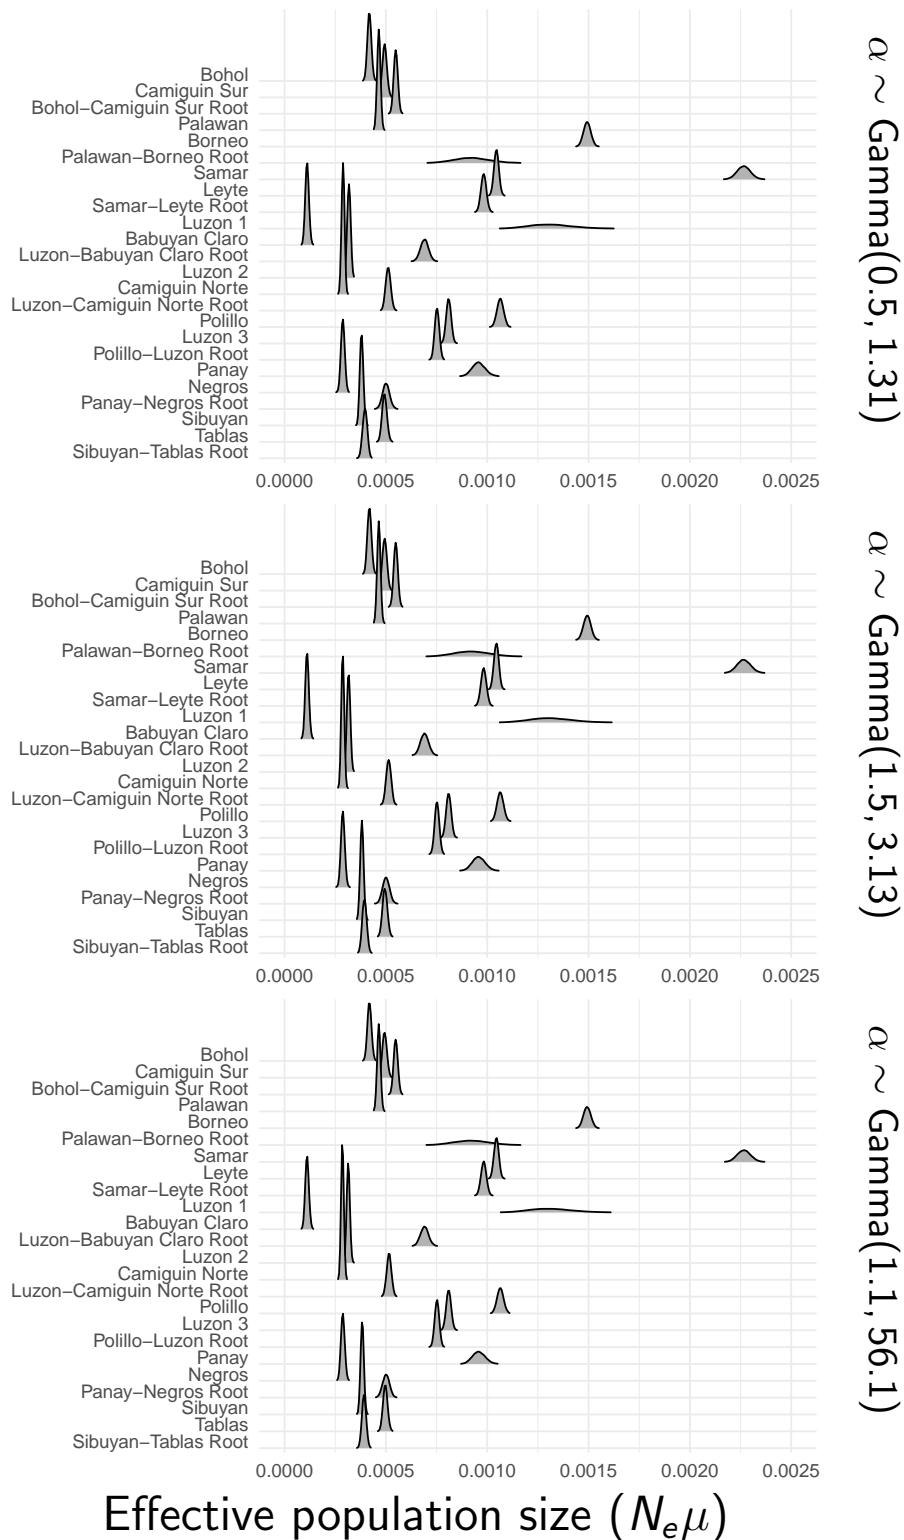 Bohol
Camiguin Sur
Bohol−Camiguin Sur Root
Palawan
Borneo
Palawan−Borneo Root
Samar
Leyte
Samar−Leyte Root
Luzon 1
Babuyan Claro
Luzon−Babuyan Claro Root
Luzon 2
Camiguin Norte
Luzon−Camiguin Norte Root
Polillo
Luzon 3
Polillo−Luzon Root
Panay
Negros
Panay−Negros Root
Sibuyan
Tablas
Sibuyan−Tablas Root
0.0000 0.0005 0.0010 0.0015 0.0020 0.0025
α ∼ Gamma(0.5, 1.31)
Bohol
Camiguin Sur
Bohol−Camiguin Sur Root
Palawan
Borneo
Palawan−Borneo Root
Samar
Leyte
Samar−Leyte Root
Luzon 1
Babuyan Claro
Luzon−Babuyan Claro Root
Luzon 2
Camiguin Norte
Luzon−Camiguin Norte Root
Polillo
Luzon 3
Polillo−Luzon Root
Panay
Negros
Panay−Negros Root
Sibuyan
Tablas
Sibuyan−Tablas Root
0.0000 0.0005 0.0010 0.0015 0.0020 0.0025
α ∼ Gamma(1.5, 3.13)
Bohol
Camiguin Sur
Bohol−Camiguin Sur Root
Palawan
Borneo
Palawan−Borneo Root
Samar
Leyte
Samar−Leyte Root
Luzon 1
Babuyan Claro
Luzon−Babuyan Claro Root
Luzon 2
Camiguin Norte
Luzon−Camiguin Norte Root
Polillo
Luzon 3
Polillo−Luzon Root
Panay
Negros
Panay−Negros Root
Sibuyan
Tablas
Sibuyan−Tablas Root
0.0000 0.0005 0.0010 0.0015 0.0020 0.0025
α ∼ Gamma(1.1, 56.1)
Effective population size (Nₑμ)